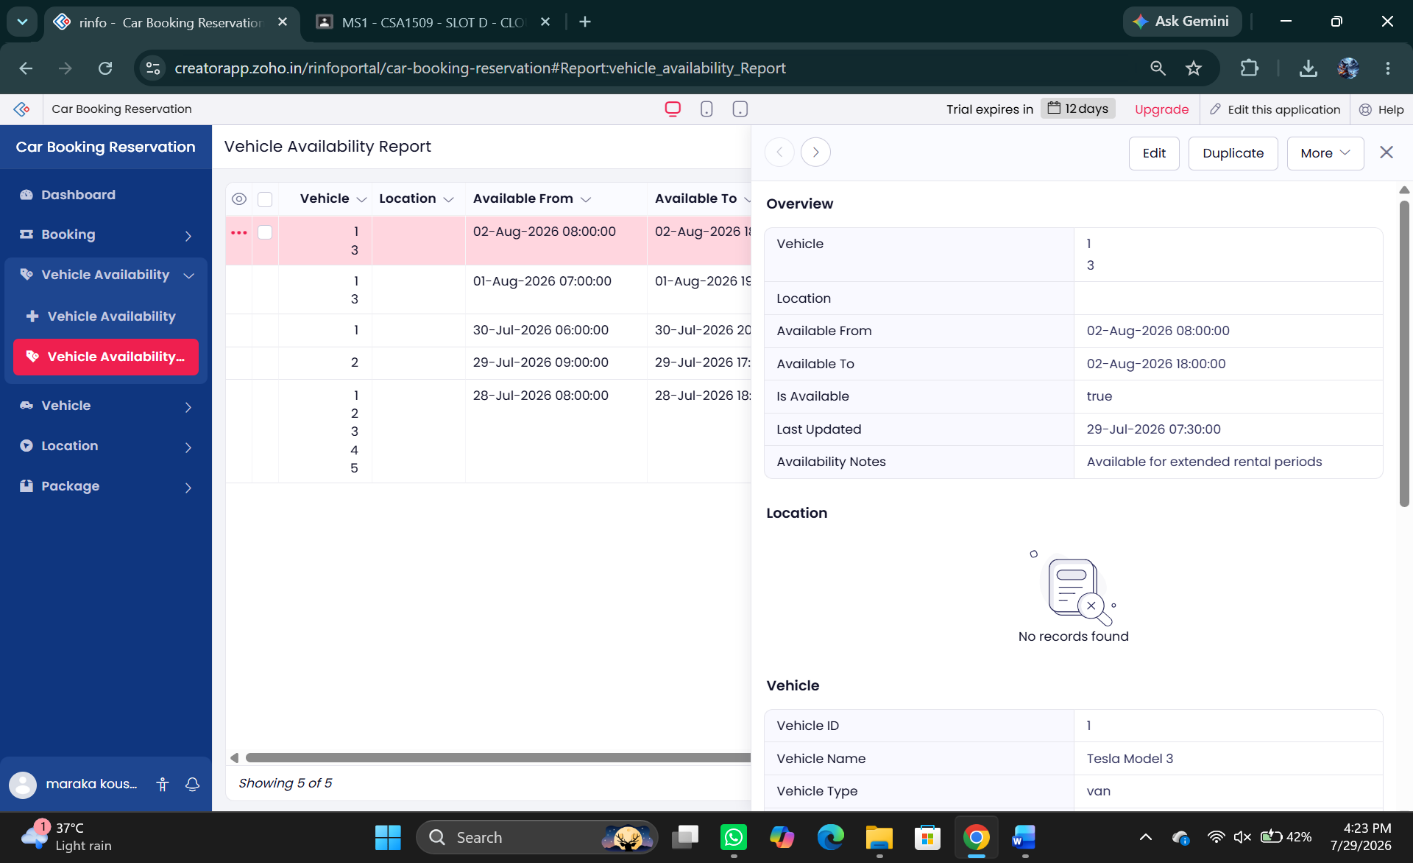 rinfo - Car Booking Reservation
MS1 - CSA1509 - SLOT D - CLO
Ask Gemini
creatorapp.zoho.in/rinfoportal/car-booking-reservation#Report:vehicle_availability_Report
Car Booking Reservation
Trial expires in
12 days
Upgrade
Edit this application
Help
Car Booking Reservation
Dashboard
Booking
Vehicle Availability
Vehicle Availability
Vehicle Availability...
Vehicle
Location
Package
maraka kous...
Vehicle Availability Report
Vehicle Location Available From Available To
1 02-Aug-2026 08:00:00 02-Aug-2026 18
3
1 01-Aug-2026 07:00:00 01-Aug-2026 19
3
1 30-Jul-2026 06:00:00 30-Jul-2026 20
2 29-Jul-2026 09:00:00 29-Jul-2026 17:
1 28-Jul-2026 08:00:00 28-Jul-2026 18:
2
3
4
5
Showing 5 of 5
Edit
Duplicate
More
Overview
Vehicle 1
3
Location
Available From 02-Aug-2026 08:00:00
Available To 02-Aug-2026 18:00:00
Is Available true
Last Updated 29-Jul-2026 07:30:00
Availability Notes Available for extended rental periods
Location
No records found
Vehicle
Vehicle ID 1
Vehicle Name Tesla Model 3
Vehicle Type van
1
37°C
Light rain
Search
42%
4:23 PM
7/29/2026